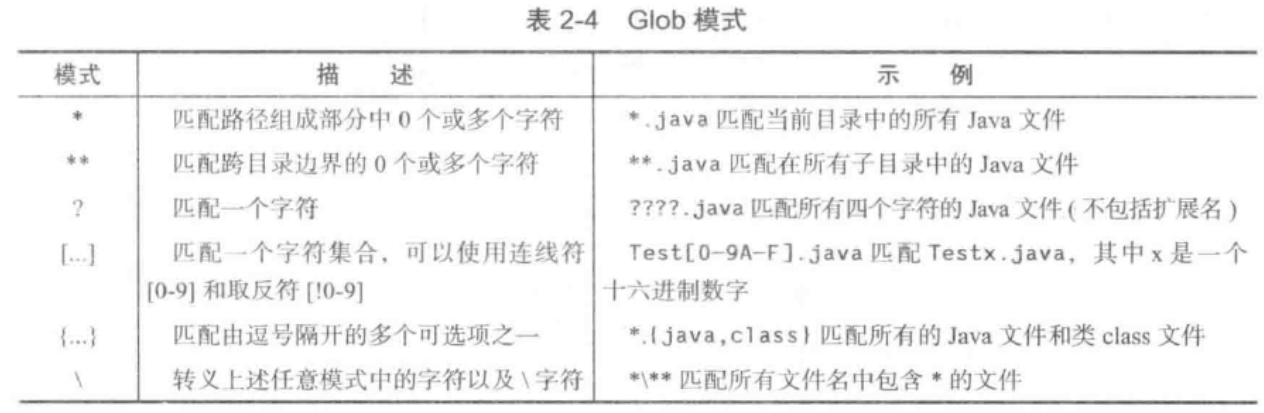 表 2-4 Glob 模式
模式 描 述 示 例
* 匹配路径组成部分中 0 个或多个字符 *.java 匹配当前目录中的所有 Java 文件
** 匹配跨目录边界的 0 个或多个字符 **.java 匹配在所有子目录中的 Java 文件
? 匹配一个字符 ????.java 匹配所有四个字符的 Java 文件 ( 不包括扩展名 )
[...] 匹配一个字符集合，可以使用连线符 Test[0-9A-F].java 匹配 Testx.java，其中 x 是一个
[0-9] 和取反符 [!0-9] 十六进制数字
{...} 匹配由逗号隔开的多个可选项之一 *.{java,class} 匹配所有的 Java 文件和类 class 文件
\ 转义上述任意模式中的字符以及 \ 字符 *\** 匹配所有文件名中包含 * 的文件